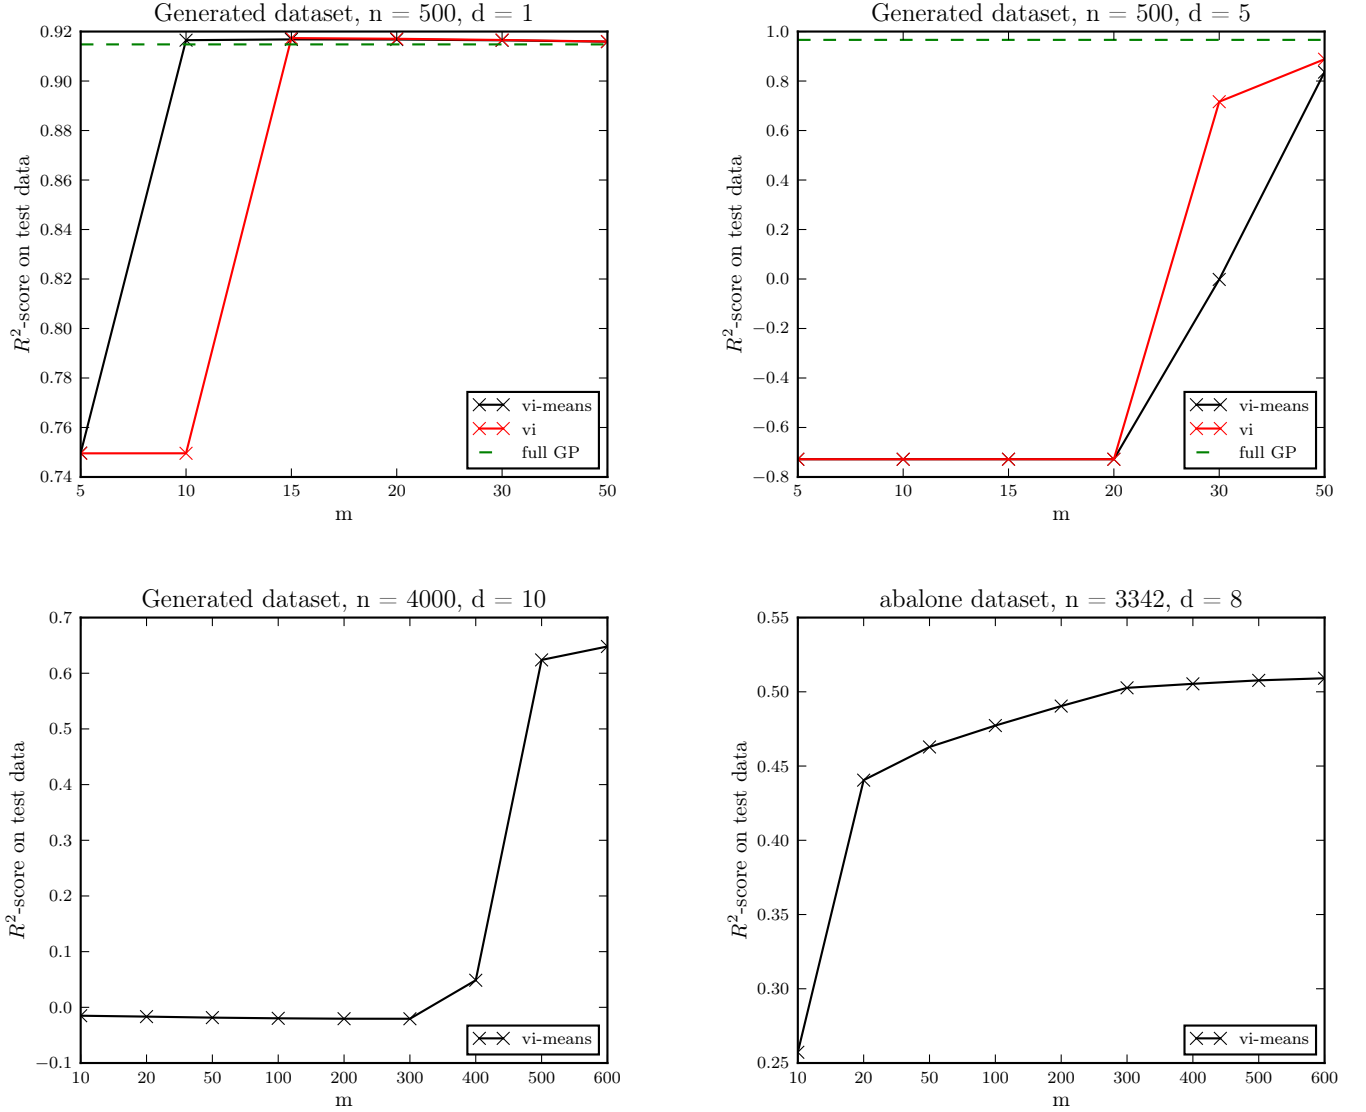 Generated dataset, n = 500, d = 1
R²-score on test data
0.92
0.90
0.88
0.86
0.84
0.82
0.80
0.78
0.76
0.74
5 10 15 20 30 50
m
vi-means
vi
full GP
Generated dataset, n = 500, d = 5
R²-score on test data
1.0
0.8
0.6
0.4
0.2
0.0
−0.2
−0.4
−0.6
−0.8
5 10 15 20 30 50
m
vi-means
vi
full GP
Generated dataset, n = 4000, d = 10
R²-score on test data
0.7
0.6
0.5
0.4
0.3
0.2
0.1
0.0
−0.1
10 20 50 100 200 300 400 500 600
m
vi-means
abalone dataset, n = 3342, d = 8
R²-score on test data
0.55
0.50
0.45
0.40
0.35
0.30
0.25
10 20 50 100 200 300 400 500 600
m
vi-means